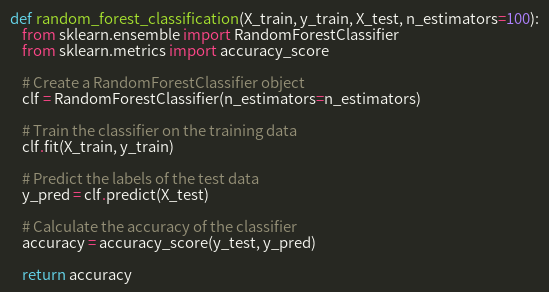 def random_forest_classification(X_train, y_train, X_test, n_estimators=100):
from sklearn.ensemble import RandomForestClassifier
from sklearn.metrics import accuracy_score
# Create a RandomForestClassifier object
clf = RandomForestClassifier(n_estimators=n_estimators)
# Train the classifier on the training data
clf.fit(X_train, y_train)
# Predict the labels of the test data
y_pred = clf.predict(X_test)
# Calculate the accuracy of the classifier
accuracy = accuracy_score(y_test, y_pred)
return accuracy